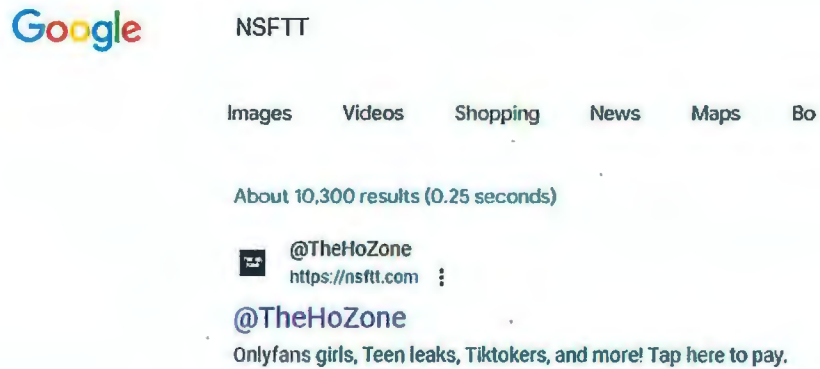 Google
NSFTT
Images Videos Shopping News Maps Bo
About 10,300 results (0.25 seconds)
@TheHoZone
https://nsftt.com
@TheHoZone
Onlyfans girls, Teen leaks, Tiktokers, and more! Tap here to pay.